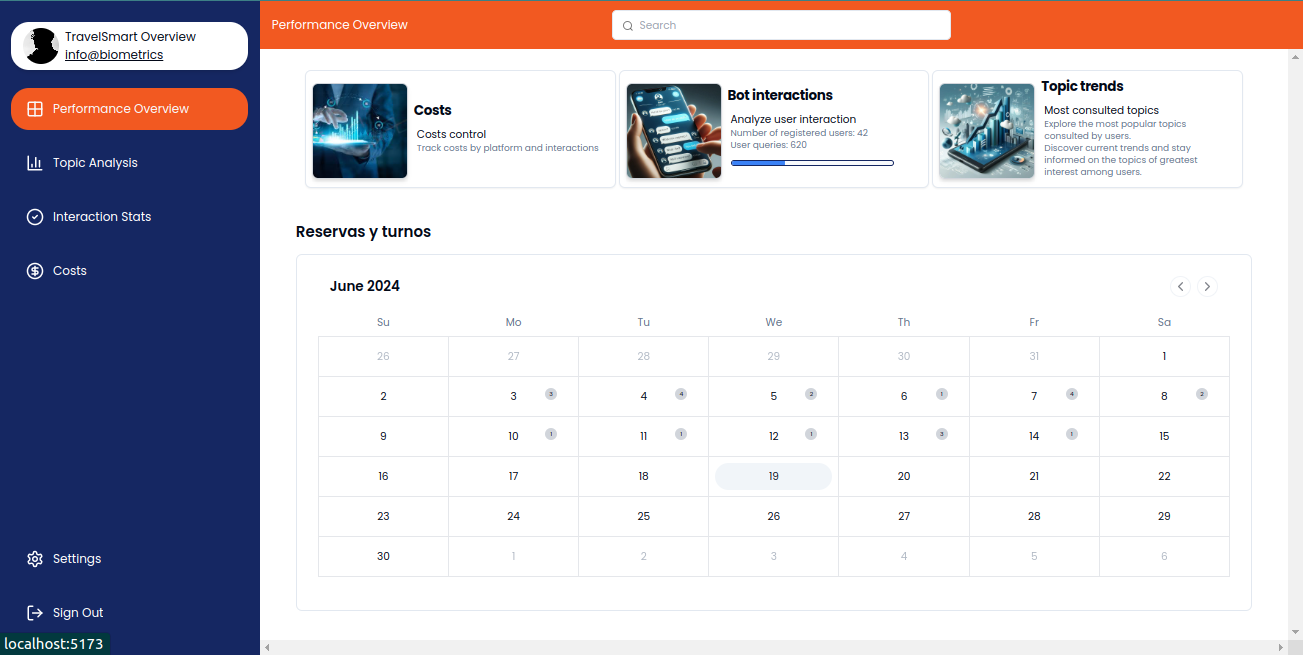 TravelSmart Overview
info@biometrics
Performance Overview
Topic Analysis
Interaction Stats
Costs
Settings
Sign Out
localhost:5173
Performance Overview
Search
Costs
Costs control
Track costs by platform and interactions
Bot interactions
Analyze user interaction
Number of registered users: 42
User queries: 620
Topic trends
Most consulted topics
Explore the most popular topics
consulted by users.
Discover current trends and stay
informed on the topics of greatest
interest among users.
Reservas y turnos
June 2024
Su Mo Tu We Th Fr Sa
26 27 28 29 30 31 1
2 3 3 4 4 5 2 6 1 7 4 8 2
9 10 1 11 1 12 1 13 3 14 1 15
16 17 18 19 20 21 22
23 24 25 26 27 28 29
30 1 2 3 4 5 6